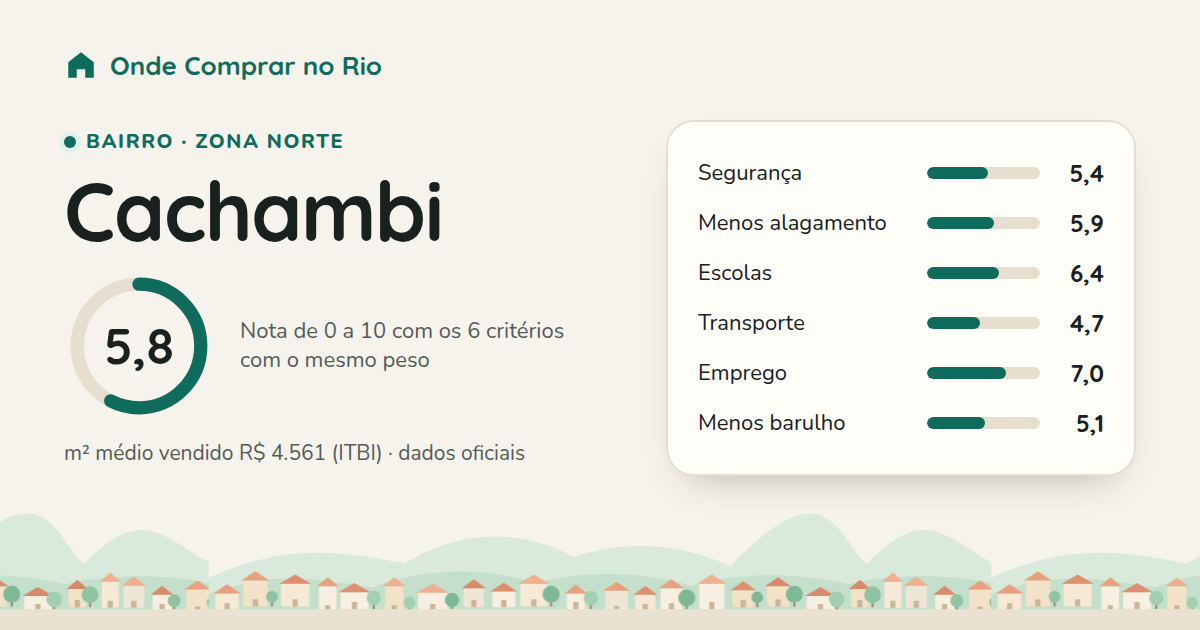 Onde Comprar no Rio
BAIRRO · ZONA NORTE
Cachambi
5,8
Nota de 0 a 10 com os 6 critérios
com o mesmo peso
m² médio vendido R$ 4.561 (ITBI) · dados oficiais
Segurança 5,4
Menos alagamento 5,9
Escolas 6,4
Transporte 4,7
Emprego 7,0
Menos barulho 5,1